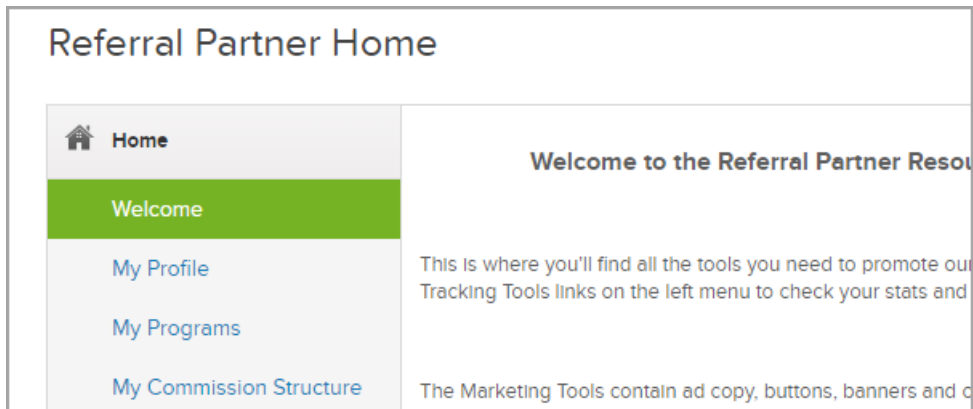 Referral Partner Home
Home
Welcome
My Profile
My Programs
My Commission Structure
Welcome to the Referral Partner
This is where you'll find all the tools you need to promote
Tracking Tools links on the left menu to check your stats and
The Marketing Tools contain ad copy, buttons, banners and